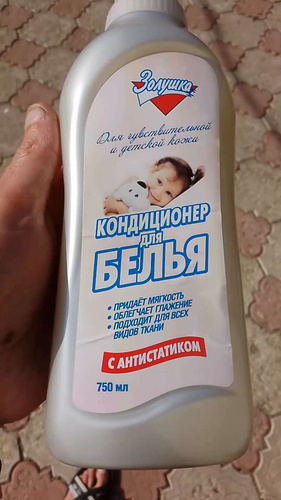 Золушка
Для чувствительной
и детской кожи
КОНДИЦИОНЕР
для
БЕЛЬЯ
• ПРИДАЁТ МЯГКОСТЬ
• ОБЛЕГЧАЕТ ГЛАЖЕНИЕ
• ПОДХОДИТ ДЛЯ ВСЕХ
ВИДОВ ТКАНИ
С АНТИСТАТИКОМ
750 мл